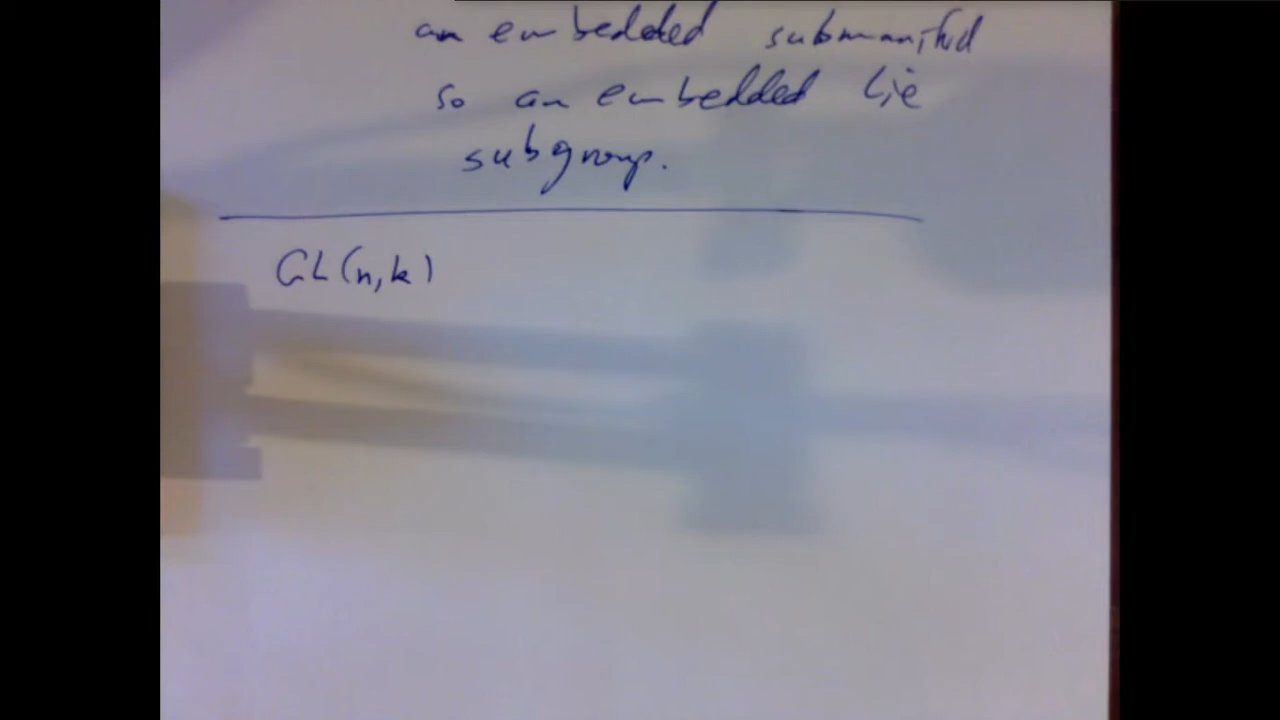 an embedded submanifold
so an embedded Lie
subgroup.
GL(n,k)